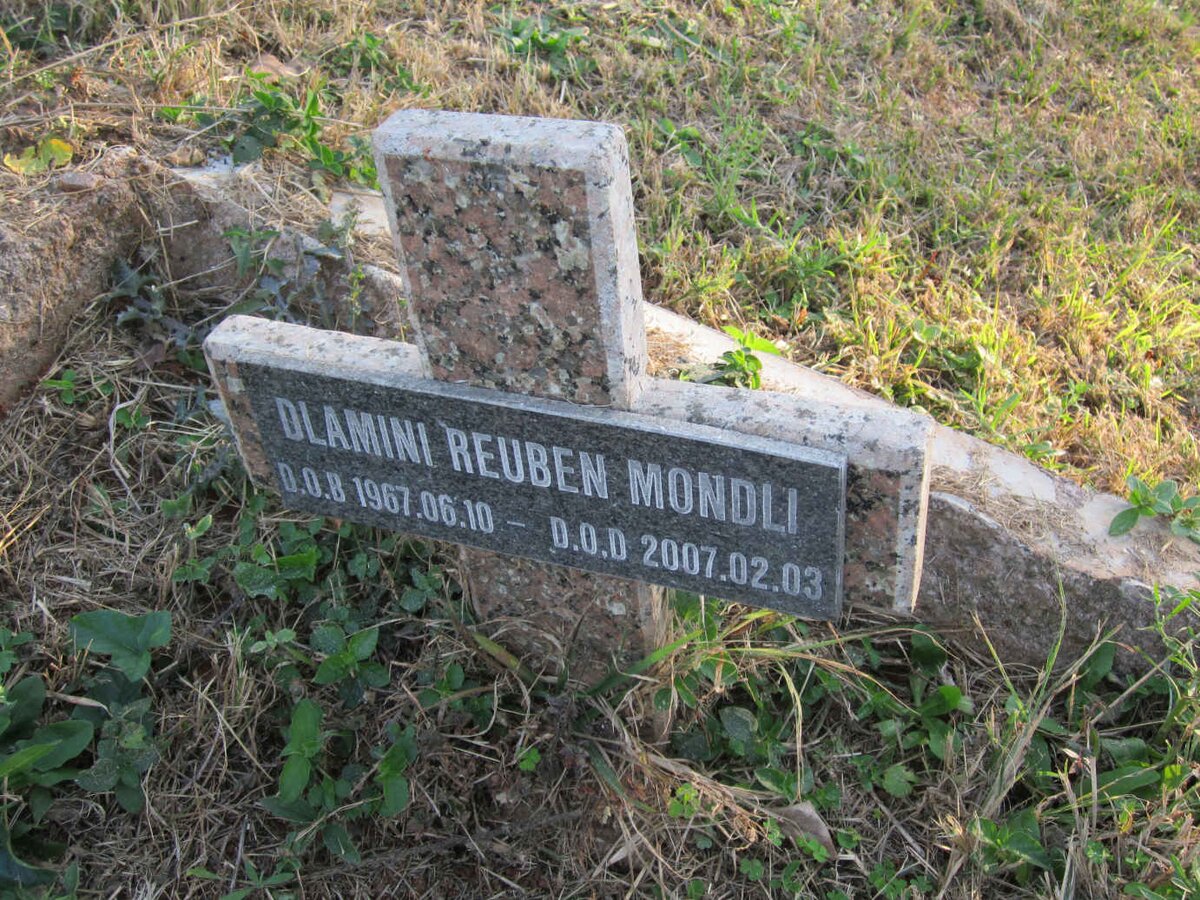 DLAMINI REUBEN MONDLI
D.O.B 1967.06.10 – D.O.D 2007.02.03